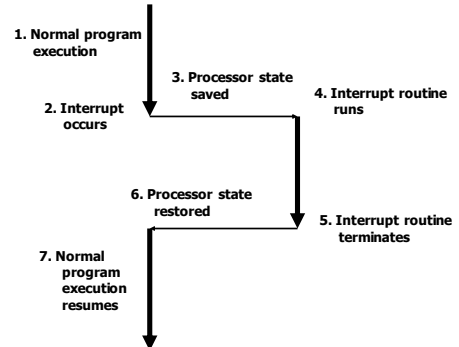 1. Normal program
execution
3. Processor state
saved
2. Interrupt
occurs
4. Interrupt routine
runs
6. Processor state
restored
5. Interrupt routine
terminates
7. Normal
program
execution
resumes